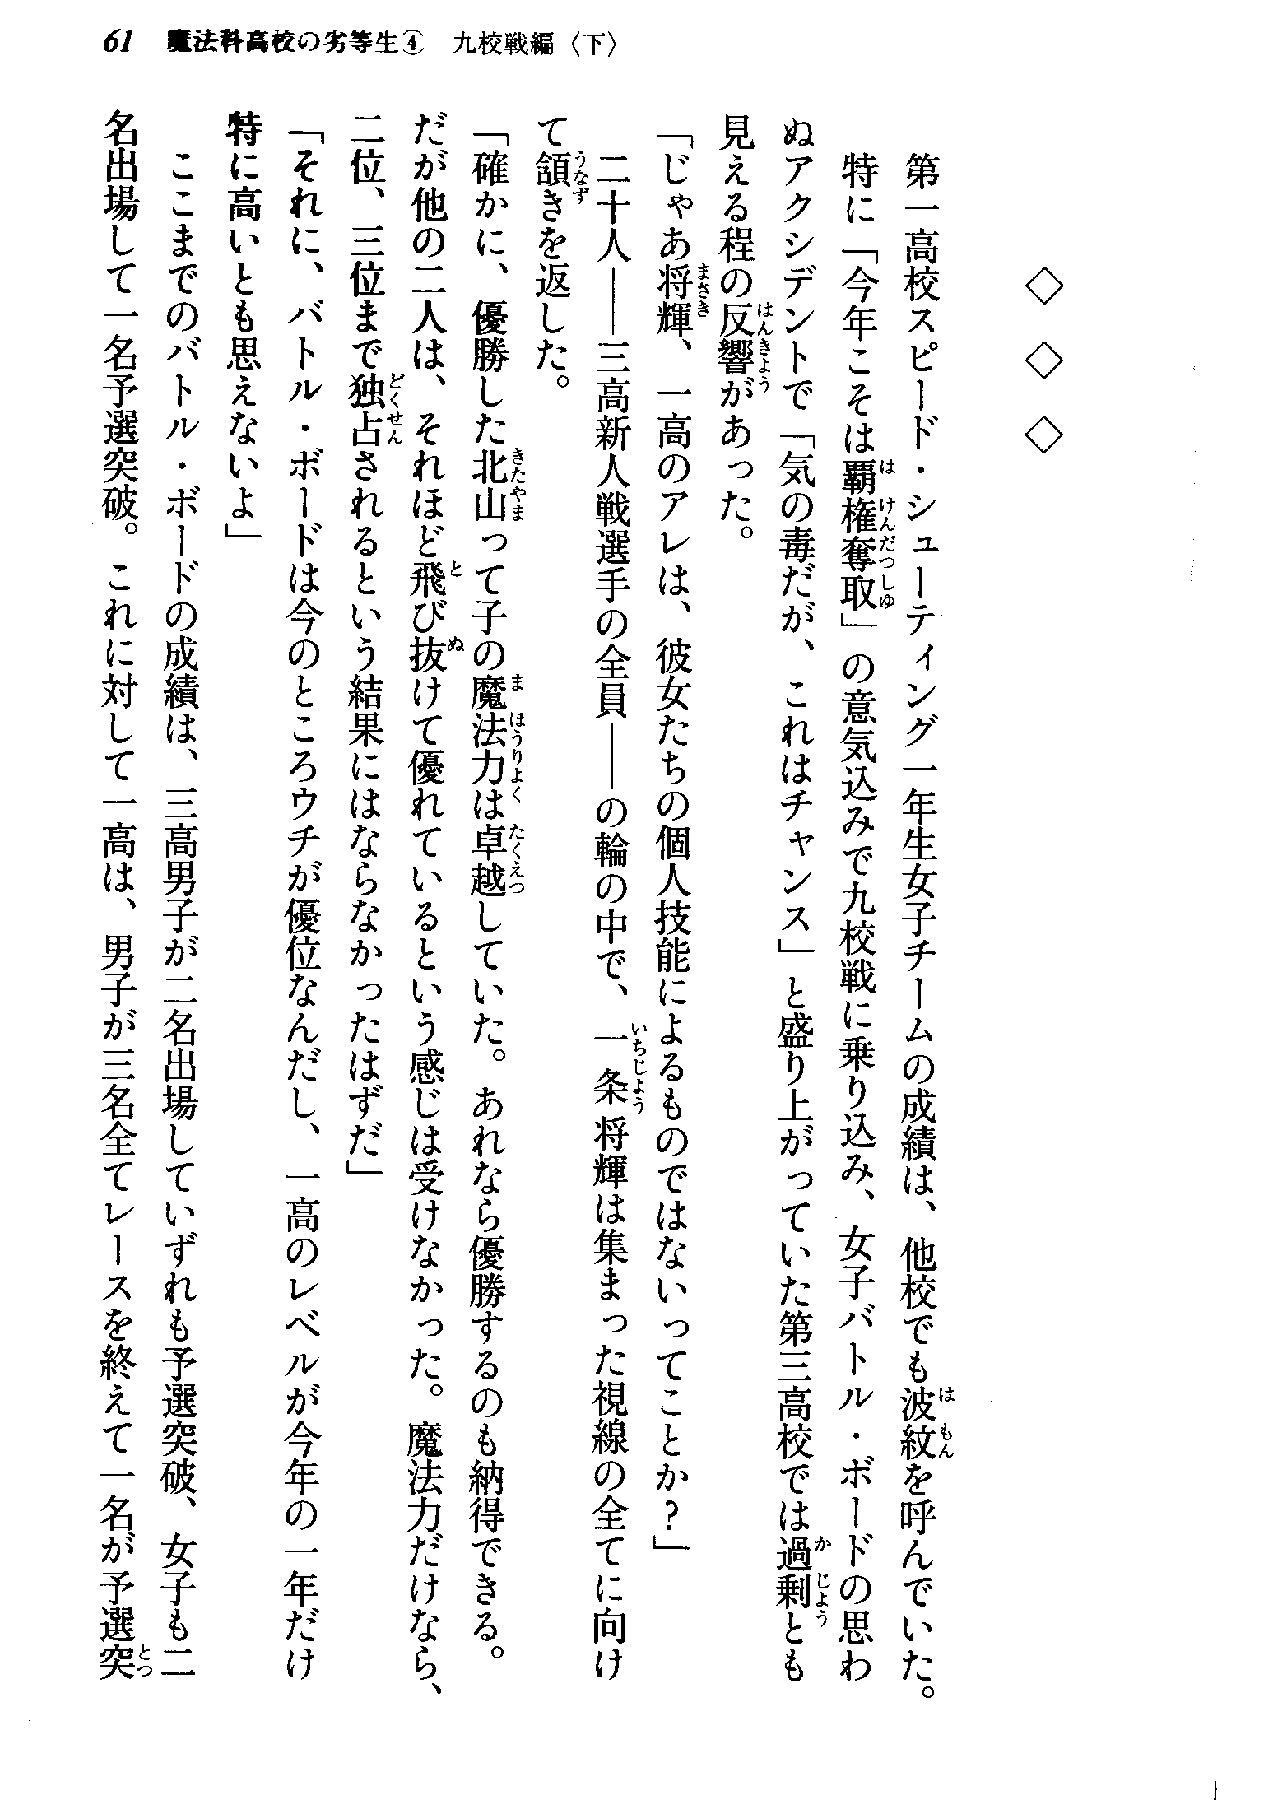 61 魔法科高校の劣等生④ 九校戦編〈下〉
◇ ◇ ◇
第一高校スピード・シューティング一年生女子チームの成績は、他校でも波紋を呼んでいた。
特に「今年こそは覇権奪取」の意気込みで九校戦に乗り込み、女子バトル・ボードの思わ
ぬアクシデントで「気の毒だが、これはチャンス」と盛り上がっていた第三高校では過剰とも
見える程の反響があった。
「じゃあ将輝、一高のアレは、彼女たちの個人技能によるものではないってことか?」
二十人――三高新人戦選手の全員――の輪の中で、一条将輝は集まった視線の全てに向け
て頷きを返した。
「確かに、優勝した北山って子の魔法力は卓越していた。あれなら優勝するのも納得できる。
だが他の二人は、それほど飛び抜けて優れているという感じは受けなかった。魔法力だけなら、
二位、三位まで独占されるという結果にはならなかったはずだ」
「それに、バトル・ボードは今のところウチが優位なんだし、一高のレベルが今年の一年だけ
特に高いとも思えないよ」
ここまでのバトル・ボードの成績は、三高男子が二名出場していずれも予選突破、女子も二
名出場して一名予選突破。これに対して一高は、男子が三名全てレースを終えて一名が予選突